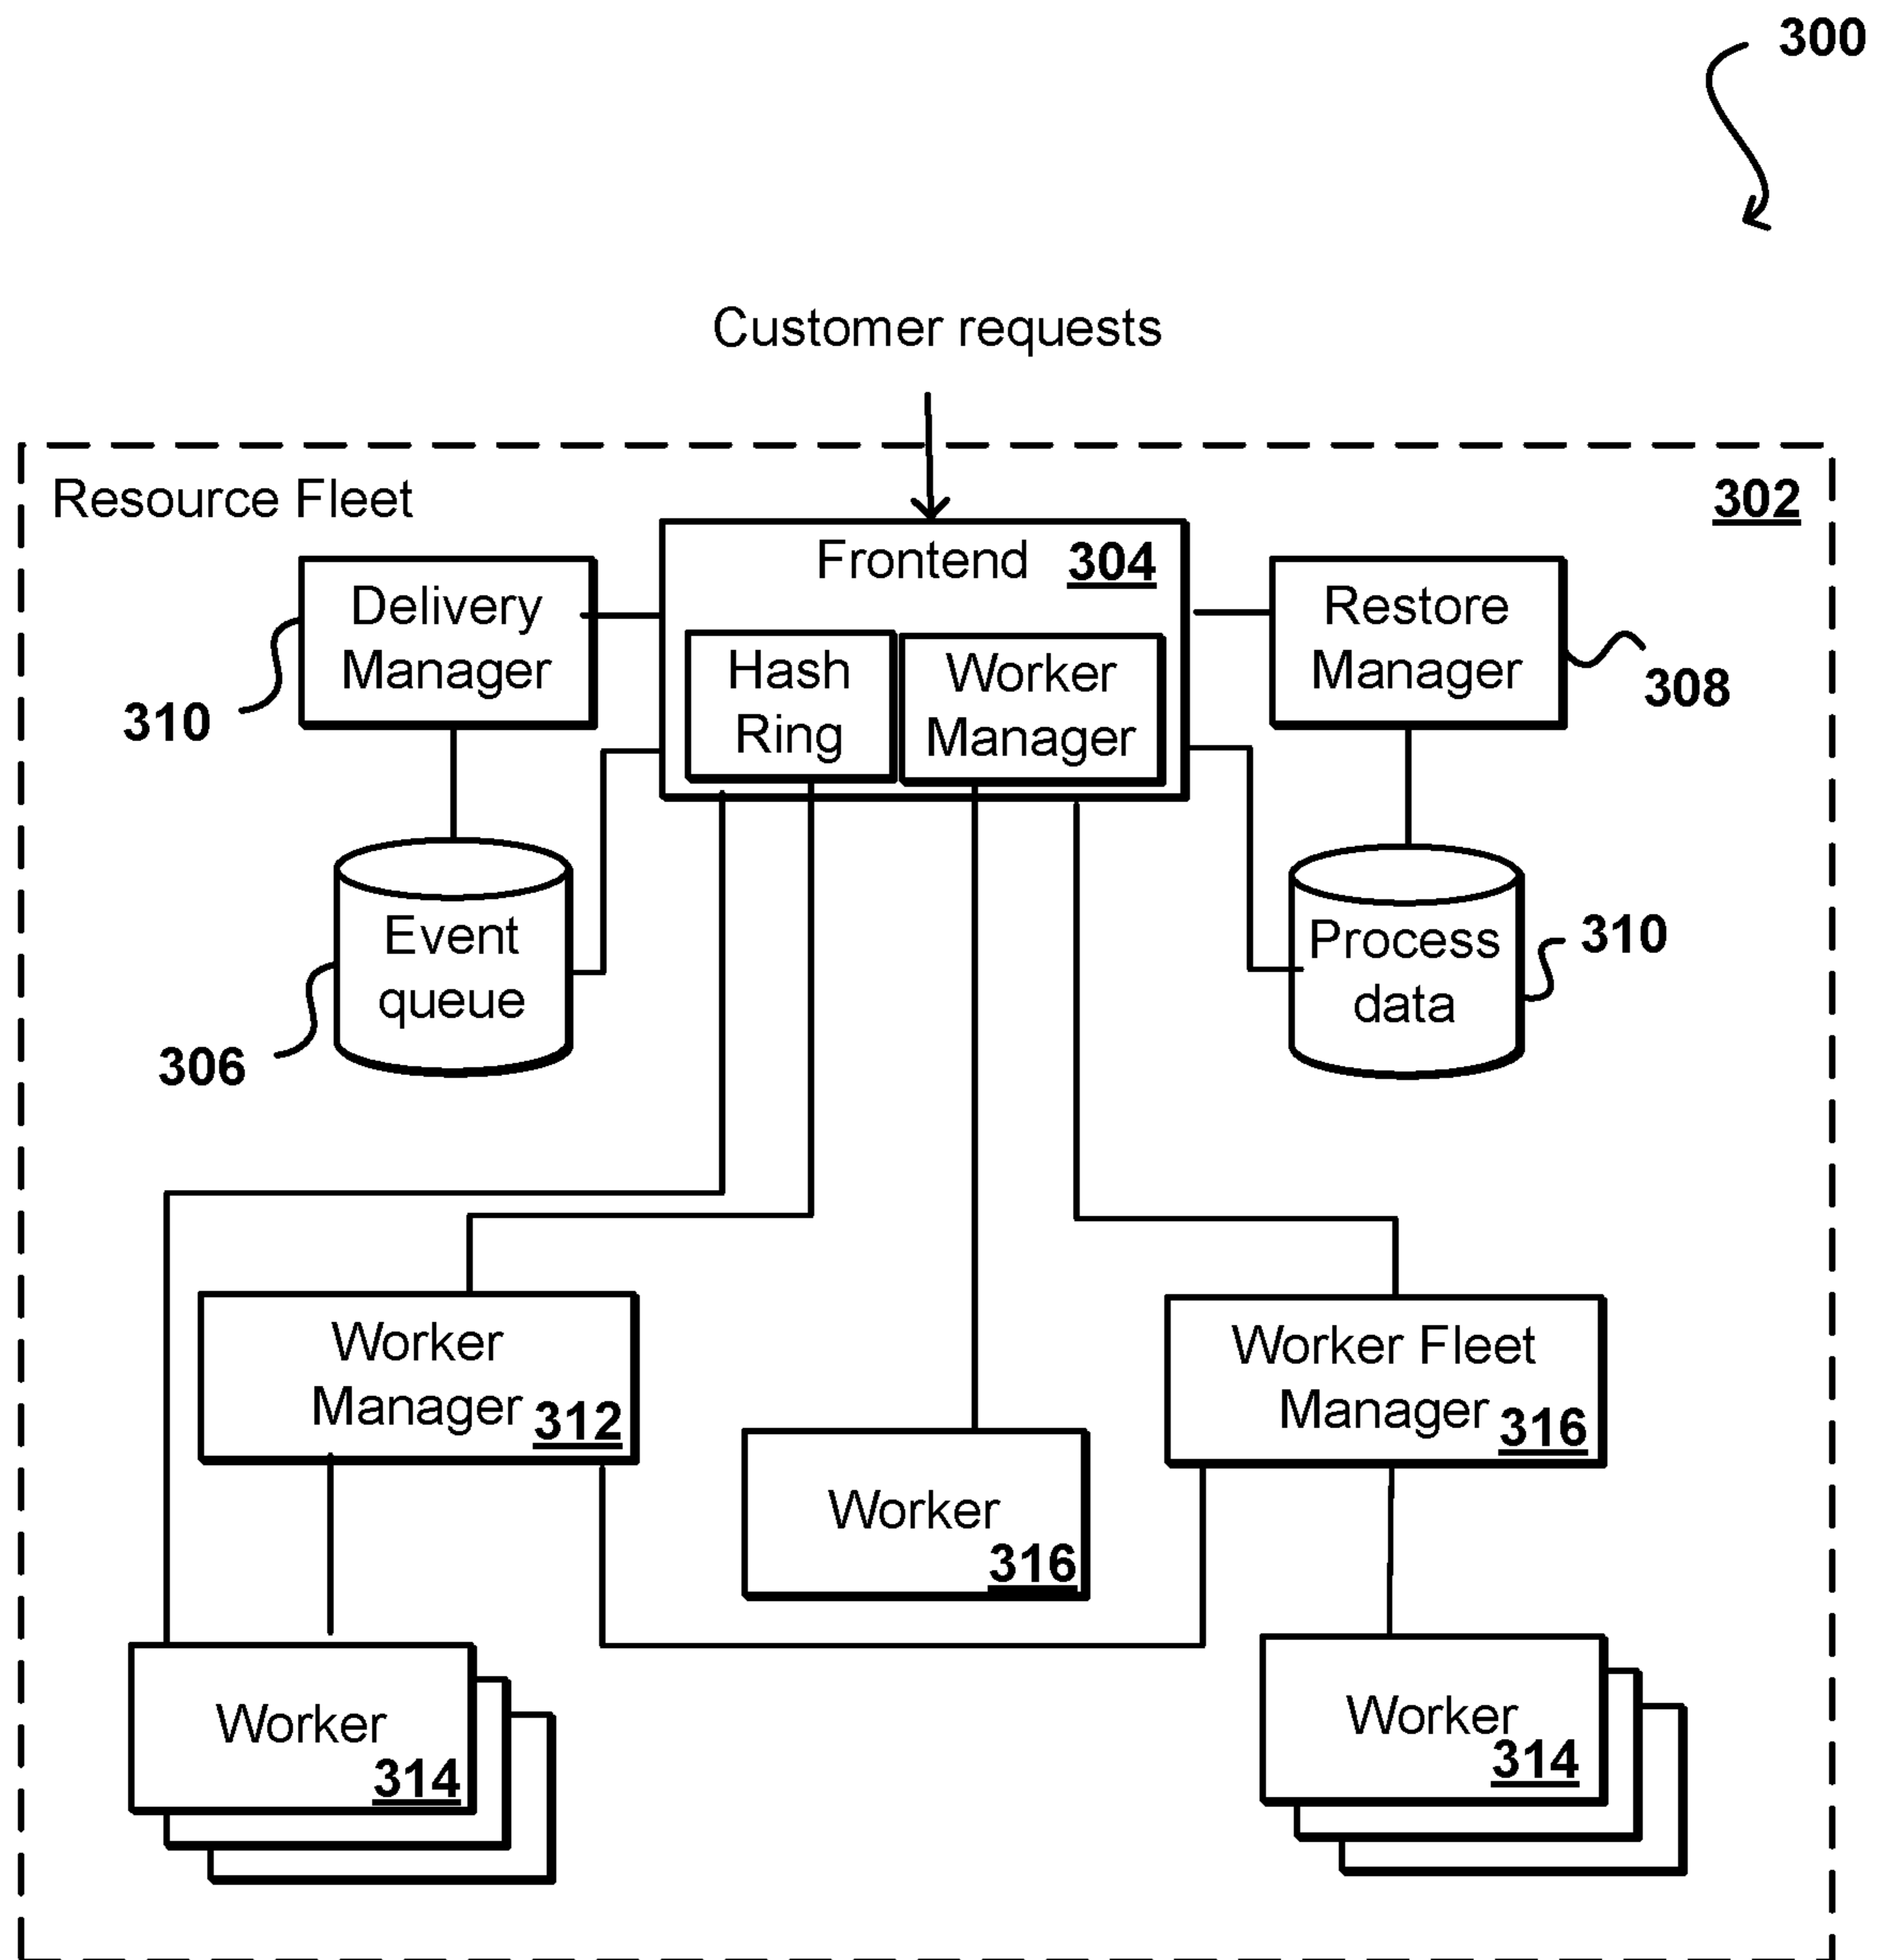 300
Customer requests
Resource Fleet
302
Frontend 304
Delivery
Manager
310
Hash
Ring
Worker
Manager
Restore
Manager
308
Event
queue
306
Process
data
310
Worker
Manager 312
Worker Fleet
Manager 316
Worker
316
Worker
314
Worker
314